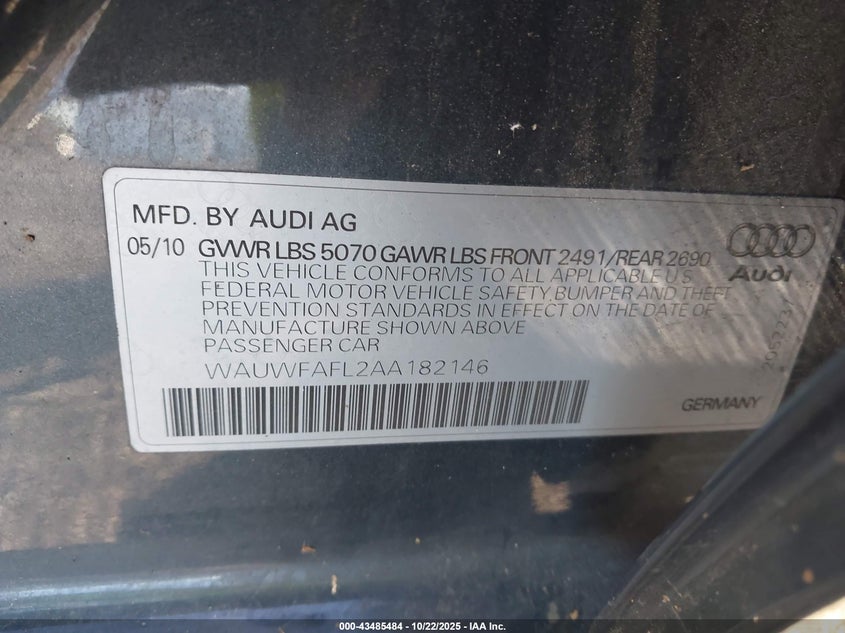 MFD. BY AUDI AG
05/10 GVWR LBS 5070 GAWR LBS FRONT 2491/REAR 2690
THIS VEHICLE CONFORMS TO ALL APPLICABLE U.S.
FEDERAL MOTOR VEHICLE SAFETY, BUMPER AND THEFT
PREVENTION STANDARDS IN EFFECT ON THE DATE OF
MANUFACTURE SHOWN ABOVE
PASSENGER CAR
WAUWFAFL2AA182146
Audi
GERMANY
000-43485484 - 10/22/2025 - IAA Inc.